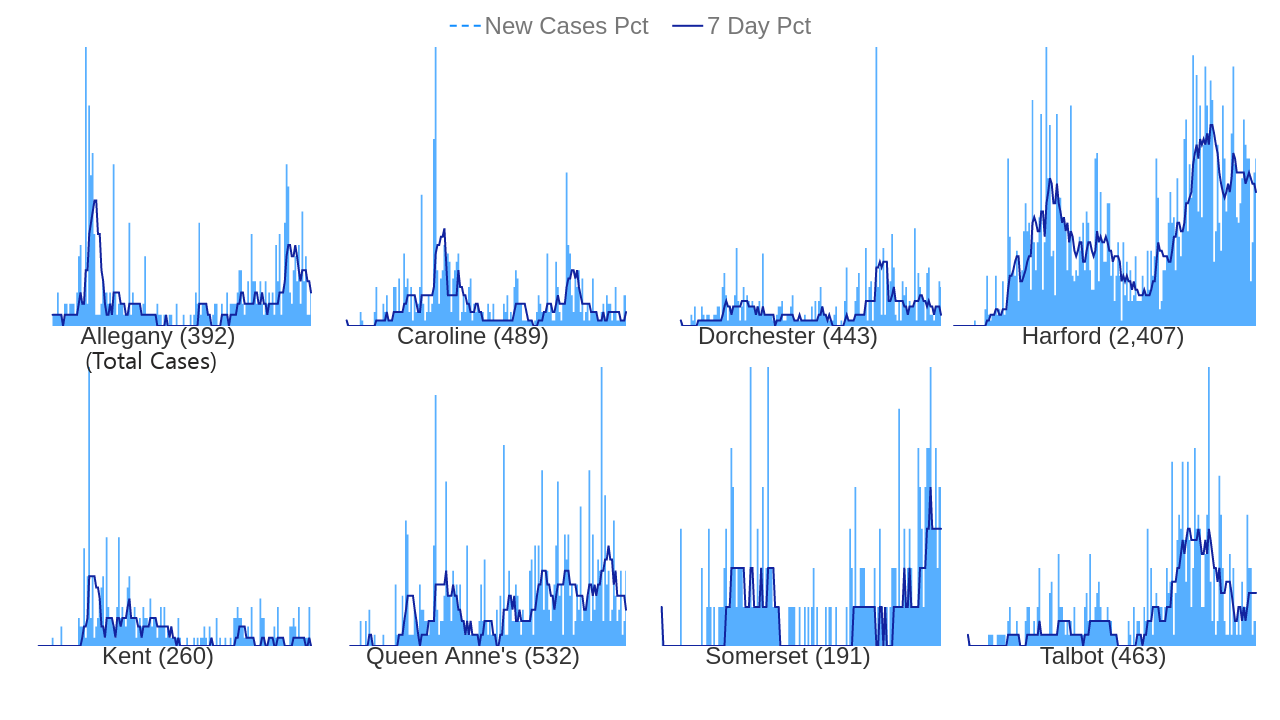 New Cases Pct 7 Day Pct
Allegany (392) Caroline (489) Dorchester (443) Harford (2,407)
(Total Cases)
Kent (260) Queen Anne's (532) Somerset (191) Talbot (463)